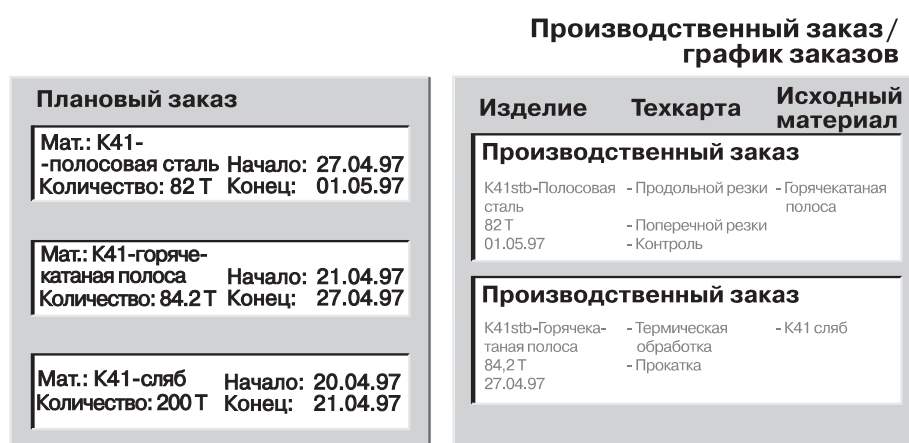 Производственный заказ/
график заказов
Плановый заказ
Мат.: К41-
-полосовая сталь Начало: 27.04.97
Количество: 82 Т Конец: 01.05.97
Мат.: К41-горяче-
катаная полоса Начало: 21.04.97
Количество: 84.2 Т Конец: 27.04.97
Мат.: К41-сляб Начало: 20.04.97
Количество: 200 Т Конец: 21.04.97
Изделие Техкарта Исходный
материал
Производственный заказ
К41stb-Полосовая - Продольной резки - Горячекатаная
сталь полоса
82 Т - Поперечной резки
01.05.97 - Контроль
Производственный заказ
К41stb-Горячека- - Термическая - К41 сляб
таная полоса обработка
84,2 Т - Прокатка
27.04.97